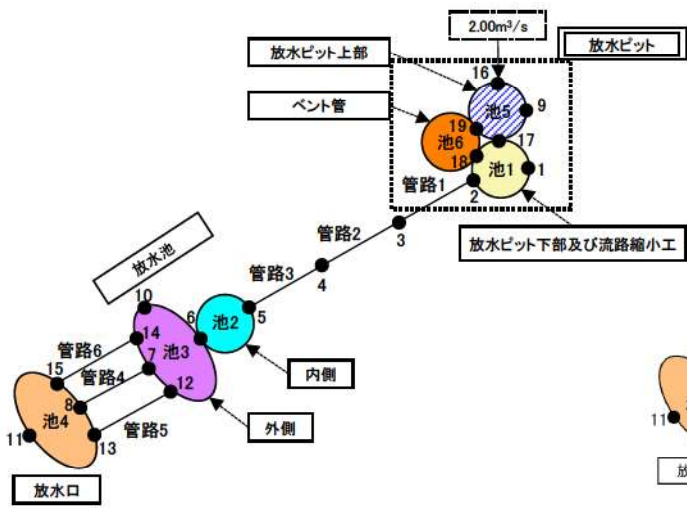 2.00m³/s
放水ピット上部
放水ピット
16
池5
9
ベント管
19
17
池6
18
池1
1
管路1
2
放水ピット下部及び流路縮小工
3
管路2
4
管路3
放水池
10
5
6
池2
14
池3
管路6
7
内側
15
12
管路4
8
池4
管路5
外側
11
13
放水口
11
放